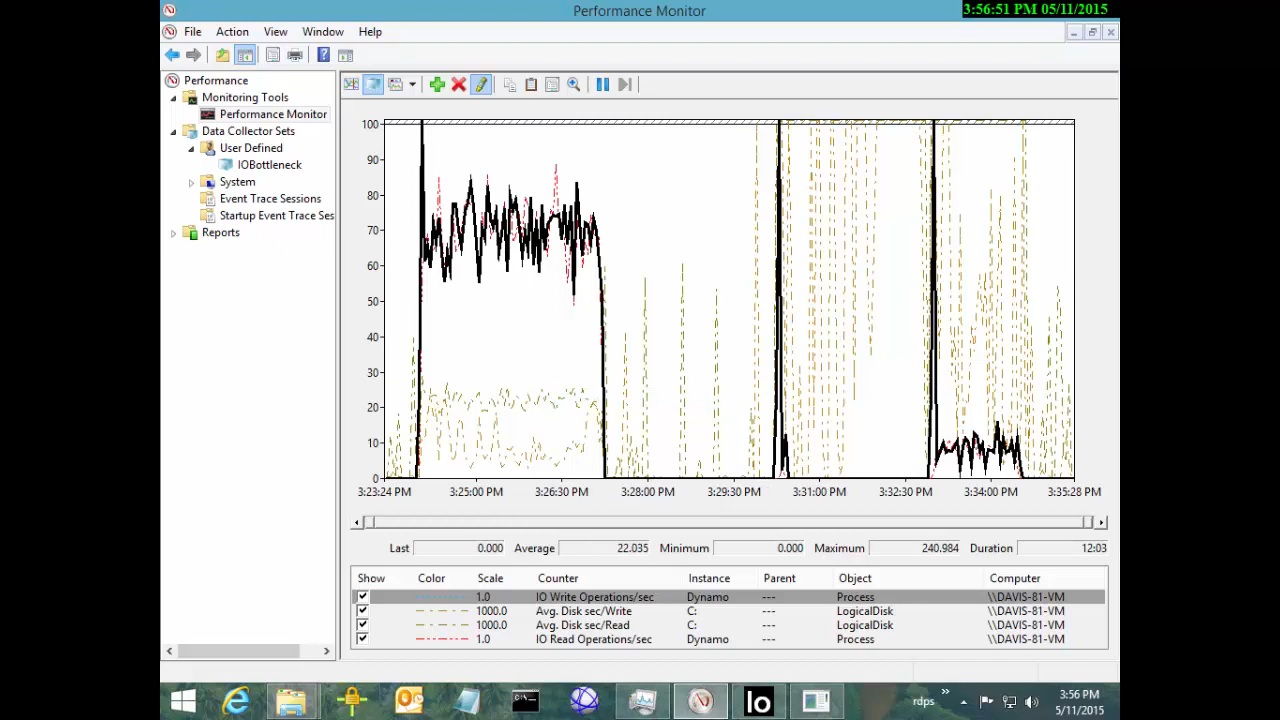 Performance Monitor
3:56:51 PM 05/11/2015
File Action View Window Help
Performance
Monitoring Tools
Performance Monitor
Data Collector Sets
User Defined
IOBottleneck
System
Event Trace Sessions
Startup Event Trace Ses
Reports
100
90
80
70
60
50
40
30
20
10
0
3:23:24 PM 3:25:00 PM 3:26:30 PM 3:28:00 PM 3:29:30 PM 3:31:00 PM 3:32:30 PM 3:34:00 PM 3:35:28 PM
Last 0.000 Average 22.035 Minimum 0.000 Maximum 240.984 Duration 12:03
Show Color Scale Counter Instance Parent Object Computer
1.0 IO Write Operations/sec Dynamo --- Process \\DAVIS-81-VM
1000.0 Avg. Disk sec/Write C: --- LogicalDisk \\DAVIS-81-VM
1000.0 Avg. Disk sec/Read C: --- LogicalDisk \\DAVIS-81-VM
1.0 IO Read Operations/sec Dynamo --- Process \\DAVIS-81-VM
Io rdps » 3:56 PM
5/11/2015